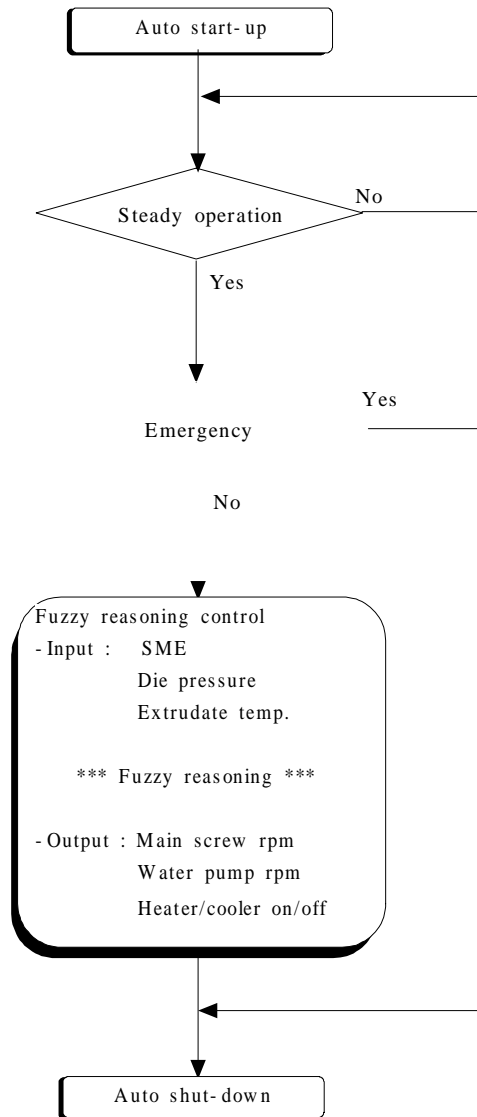 Auto start-up
Steady operation
No
Yes
Yes
Emergency
No
Fuzzy reasoning control
- Input : SME
Die pressure
Extrudate temp.
*** Fuzzy reasoning ***
- Output : Main screw rpm
Water pump rpm
Heater/cooler on/off
Auto shut-down